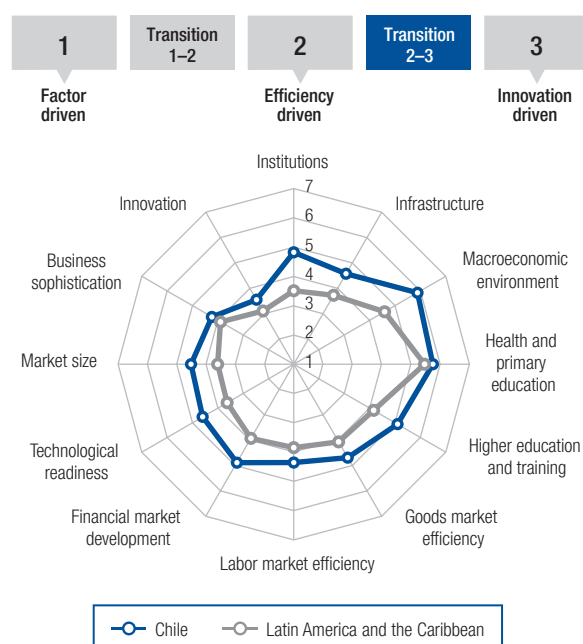 1
Transition
1–2
2
Transition
2–3
3
Factor
driven
Efficiency
driven
Innovation
driven
Institutions
7
6
5
4
3
2
1
Infrastructure
Macroeconomic
environment
Health and
primary
education
Higher education
and training
Goods market
efficiency
Labor market efficiency
Financial market
development
Technological
readiness
Market size
Business
sophistication
Innovation
Chile
Latin America and the Caribbean